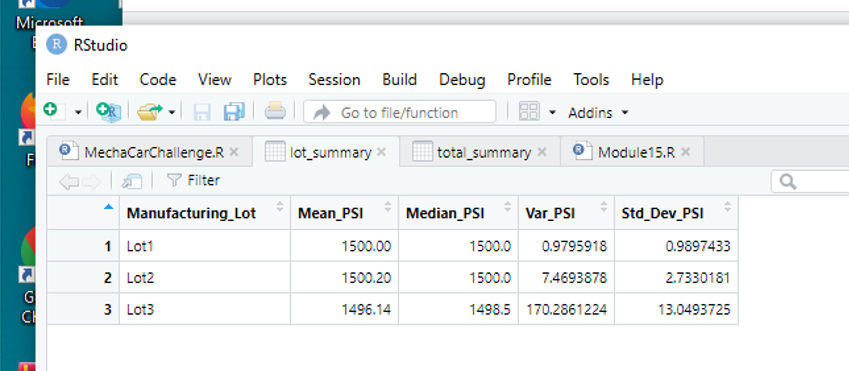 Microsoft
RStudio
File Edit Code View Plots Session Build Debug Profile Tools Help
Go to file/function Addins
MechaCarChallenge.R lot_summary total_summary Module15.R
Filter
Manufacturing_Lot Mean_PSI Median_PSI Var_PSI Std_Dev_PSI
1 Lot1 1500.00 1500.0 0.9795918 0.9897433
2 Lot2 1500.20 1500.0 7.4693878 2.7330181
3 Lot3 1496.14 1498.5 170.2861224 13.0493725